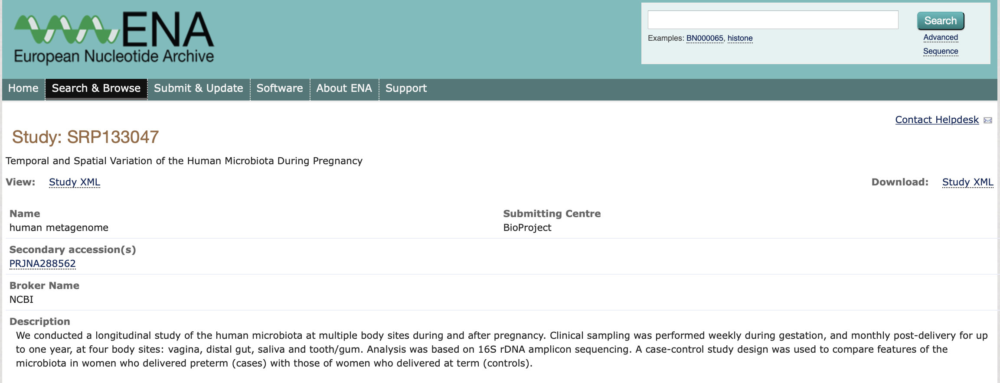 ENA
European Nucleotide Archive
Search
Examples: BN000065, histone
Advanced
Sequence
Home Search & Browse Submit & Update Software About ENA Support
Contact Helpdesk
Study: SRP133047
Temporal and Spatial Variation of the Human Microbiota During Pregnancy
View: Study XML Download: Study XML
Name Submitting Centre
human metagenome BioProject
Secondary accession(s)
PRJNA288562
Broker Name
NCBI
Description
We conducted a longitudinal study of the human microbiota at multiple body sites during and after pregnancy. Clinical sampling was performed weekly during gestation, and monthly post-delivery for up
to one year, at four body sites: vagina, distal gut, saliva and tooth/gum. Analysis was based on 16S rDNA amplicon sequencing. A case-control study design was used to compare features of the
microbiota in women who delivered preterm (cases) with those of women who delivered at term (controls).